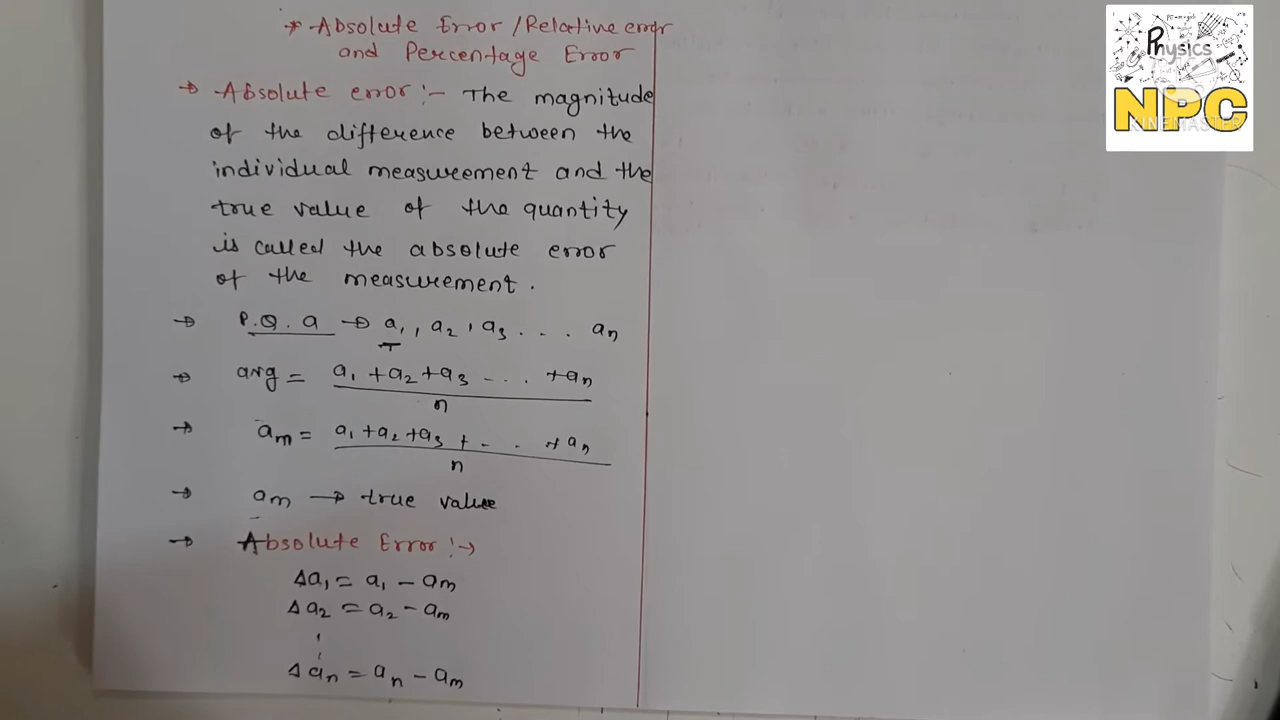 * Absolute Error / Relative error
and Percentage Error
→ Absolute error :- The magnitude
of the difference between the
individual measurement and the
true value of the quantity
is called the absolute error
of the measurement.
→ P.Q. a → a₁, a₂, a₃ . . . aₙ
→ avg = a₁ + a₂ + a₃ - . . . + aₙ
n
→ aₘ = a₁ + a₂ + a₃ + - . . + aₙ
n
→ aₘ → true value
→ Absolute Error :→
Δa₁ = a₁ - aₘ
Δa₂ = a₂ - aₘ
Δaₙ = aₙ - aₘ
Physics
NPC
KINEMASTER